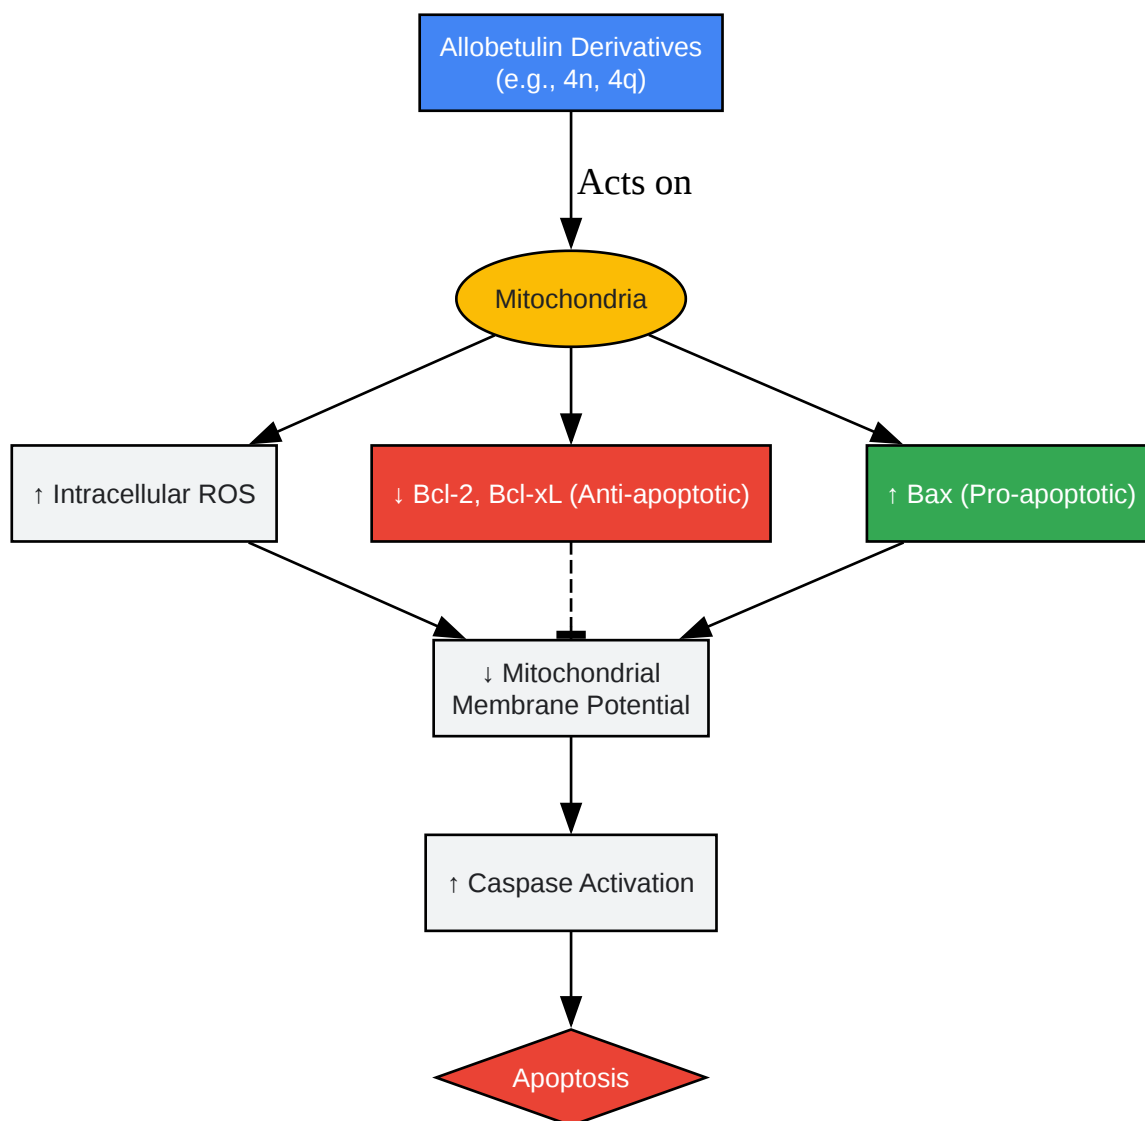 Allobetulin Derivatives
(e.g., 4n, 4q)
Acts on
Mitochondria
↑ Intracellular ROS
↓ Bcl-2, Bcl-xL (Anti-apoptotic)
↑ Bax (Pro-apoptotic)
↓ Mitochondrial
Membrane Potential
↑ Caspase Activation
Apoptosis